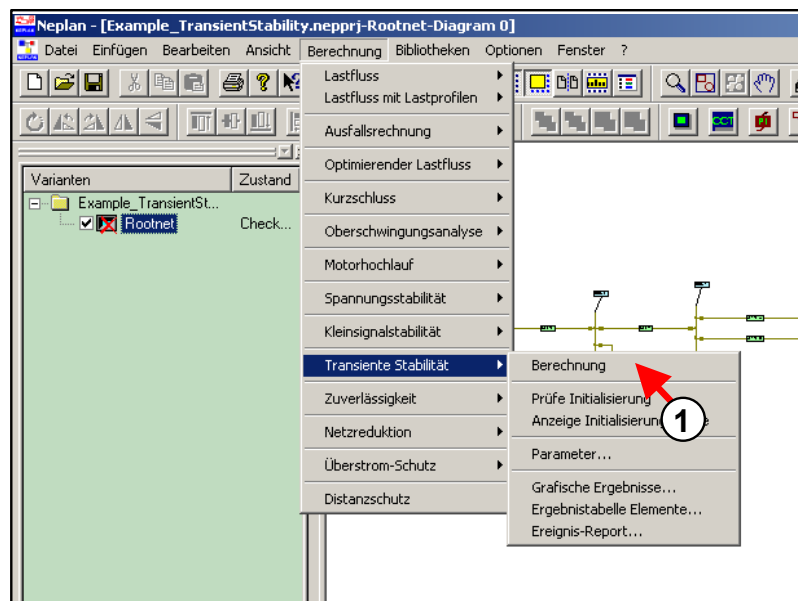 Neplan - [Example_TransientStability.nepprj-Rootnet-Diagram 0]
Datei Einfügen Bearbeiten Ansicht Berechnung Bibliotheken Optionen Fenster ?
CCT
Varianten Zustand
Example_TransientSt...
Rootnet Check...
Lastfluss
Lastfluss mit Lastprofilen
Ausfallsrechnung
Optimierender Lastfluss
Kurzschluss
Oberschwingungsanalyse
Motorhochlauf
Spannungsstabilität
Kleinsignalstabilität
Transiente Stabilität
Zuverlässigkeit
Netzreduktion
Überstrom-Schutz
Distanzschutz
Berechnung
Prüfe Initialisierung
Anzeige
1
Parameter...
Grafische Ergebnisse...
Ergebnistabelle Elemente...
Ereignis-Report...